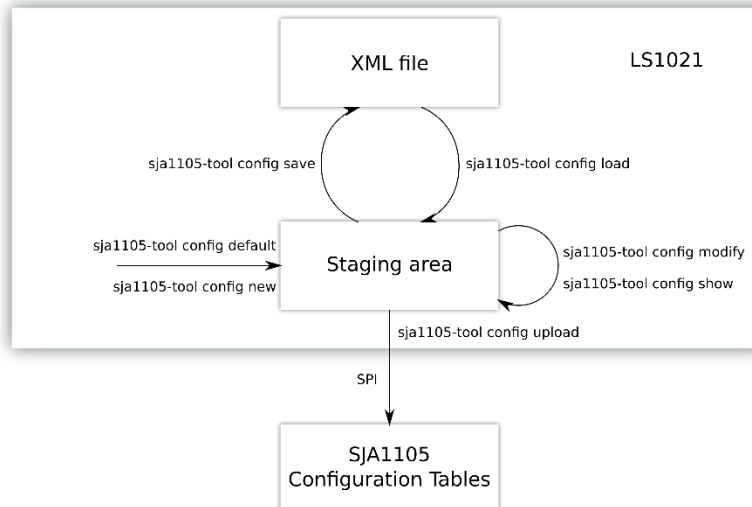 XML file
LS1021
sja1105-tool config save
sja1105-tool config load
sja1105-tool config default
sja1105-tool config new
Staging area
sja1105-tool config modify
sja1105-tool config show
sja1105-tool config upload
SPI
SJA1105
Configuration Tables